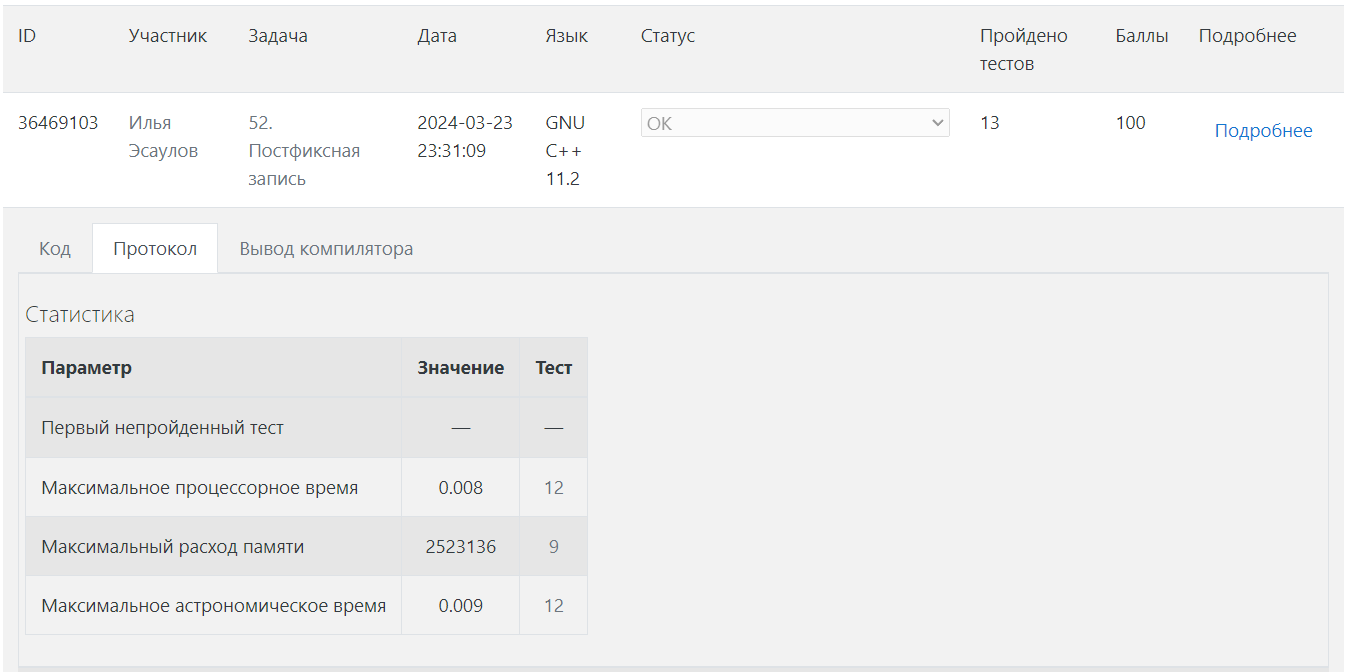 ID Участник Задача Дата Язык Статус Пройдено тестов Баллы Подробнее
36469103 Илья Эсаулов 52. Постфиксная запись 2024-03-23 23:31:09 GNU C++ 11.2 OK 13 100 Подробнее
Код Протокол Вывод компилятора
Статистика
Параметр Значение Тест
Первый непройденный тест — —
Максимальное процессорное время 0.008 12
Максимальный расход памяти 2523136 9
Максимальное астрономическое время 0.009 12